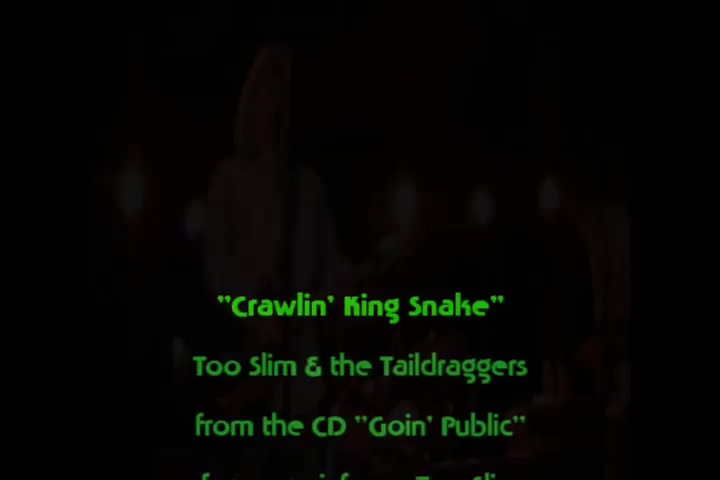 "Crawlin' King Snake"
Too Slim & the Taildraggers
from the CD "Goin' Public"